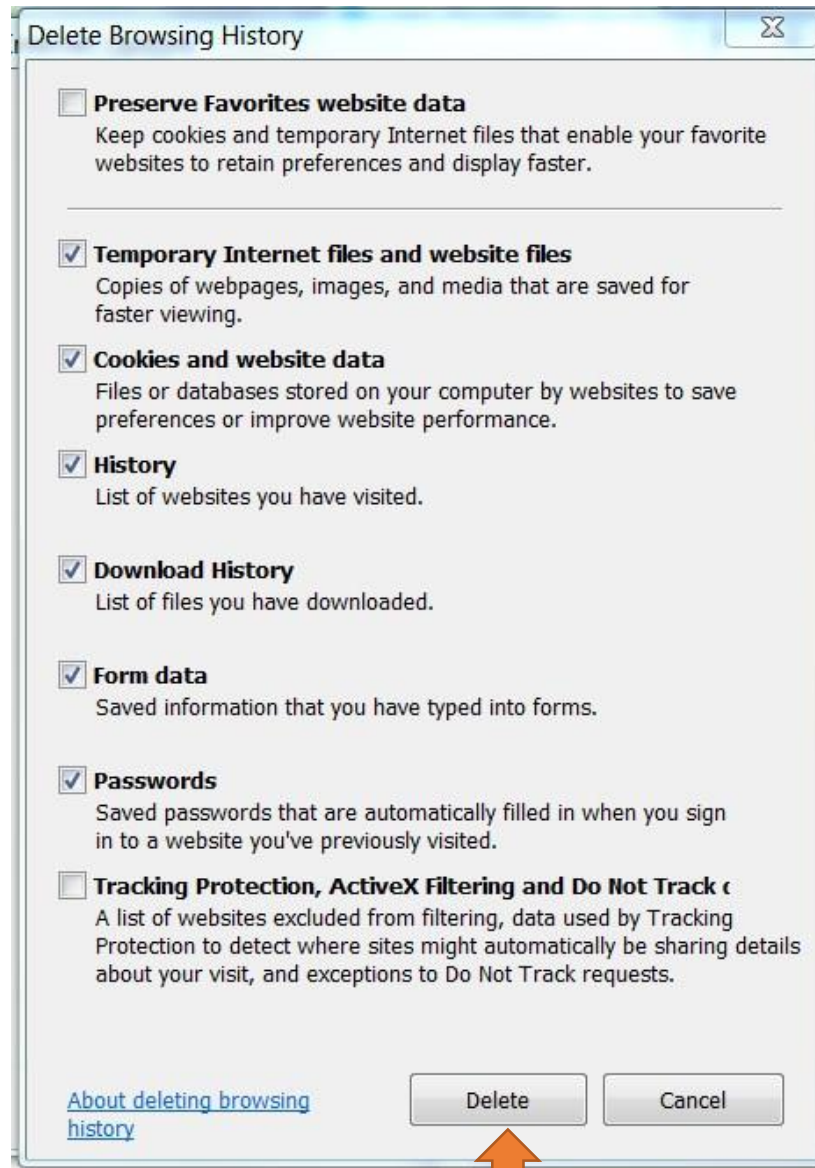 Delete Browsing History
Preserve Favorites website data
Keep cookies and temporary Internet files that enable your favorite
websites to retain preferences and display faster.
Temporary Internet files and website files
Copies of webpages, images, and media that are saved for
faster viewing.
Cookies and website data
Files or databases stored on your computer by websites to save
preferences or improve website performance.
History
List of websites you have visited.
Download History
List of files you have downloaded.
Form data
Saved information that you have typed into forms.
Passwords
Saved passwords that are automatically filled in when you sign
in to a website you've previously visited.
Tracking Protection, ActiveX Filtering and Do Not Track
A list of websites excluded from filtering, data used by Tracking
Protection to detect where sites might automatically be sharing details
about your visit, and exceptions to Do Not Track requests.
About deleting browsing
history
Delete
Cancel